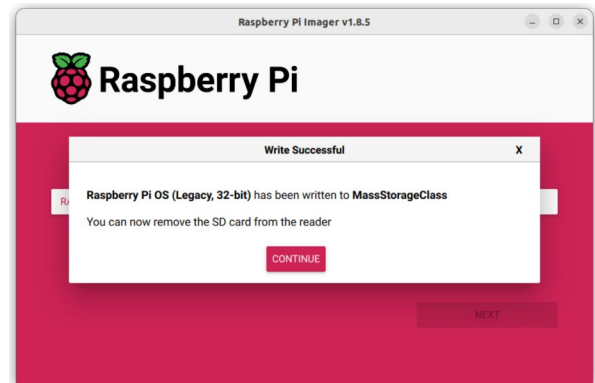 Raspberry Pi Imager v1.8.5
Raspberry Pi
Write Successful
X
Raspberry Pi OS (Legacy, 32-bit) has been written to MassStorageClass
You can now remove the SD card from the reader
CONTINUE
NEXT